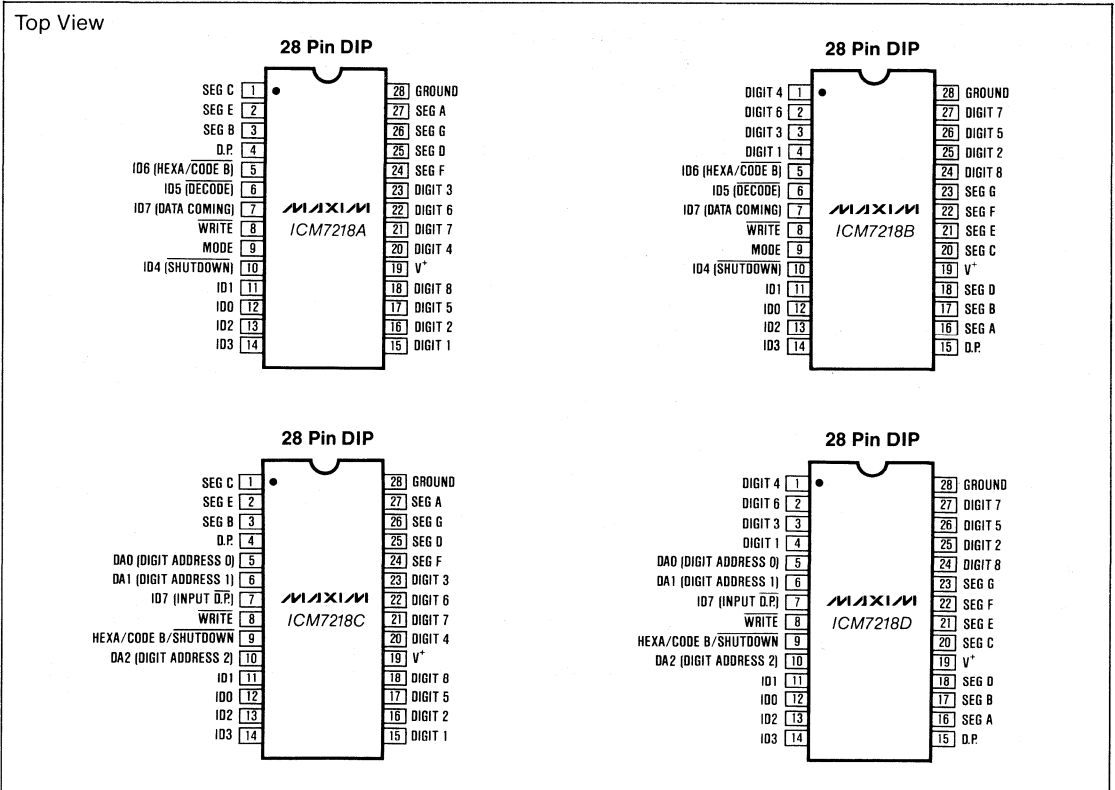 Top View
28 Pin DIP
SEG C 1 28 GROUND
SEG E 2 27 SEG A
SEG B 3 26 SEG G
D.P. 4 25 SEG D
ID6 (HEXA/CODE B) 5 24 SEG F
ID5 (DECODE) 6 23 DIGIT 3
ID7 (DATA COMING) 7 22 DIGIT 6
WRITE 8 21 DIGIT 7
MODE 9 20 DIGIT 4
ID4 (SHUTDOWN) 10 19 V+
ID1 11 18 DIGIT 8
ID0 12 17 DIGIT 5
ID2 13 16 DIGIT 2
ID3 14 15 DIGIT 1
MAXIM
ICM7218A
28 Pin DIP
DIGIT 4 1 28 GROUND
DIGIT 6 2 27 DIGIT 7
DIGIT 3 3 26 DIGIT 5
DIGIT 1 4 25 DIGIT 2
ID6 (HEXA/CODE B) 5 24 DIGIT 8
ID5 (DECODE) 6 23 SEG G
ID7 (DATA COMING) 7 22 SEG F
WRITE 8 21 SEG E
MODE 9 20 SEG C
ID4 (SHUTDOWN) 10 19 V+
ID1 11 18 SEG D
ID0 12 17 SEG B
ID2 13 16 SEG A
ID3 14 15 D.P.
MAXIM
ICM7218B
28 Pin DIP
SEG C 1 28 GROUND
SEG E 2 27 SEG A
SEG B 3 26 SEG G
D.P. 4 25 SEG D
DA0 (DIGIT ADDRESS 0) 5 24 SEG F
DA1 (DIGIT ADDRESS 1) 6 23 DIGIT 3
ID7 (INPUT D.P.) 7 22 DIGIT 6
WRITE 8 21 DIGIT 7
HEXA/CODE B/SHUTDOWN 9 20 DIGIT 4
DA2 (DIGIT ADDRESS 2) 10 19 V+
ID1 11 18 DIGIT 8
ID0 12 17 DIGIT 5
ID2 13 16 DIGIT 2
ID3 14 15 DIGIT 1
MAXIM
ICM7218C
28 Pin DIP
DIGIT 4 1 28 GROUND
DIGIT 6 2 27 DIGIT 7
DIGIT 3 3 26 DIGIT 5
DIGIT 1 4 25 DIGIT 2
DA0 (DIGIT ADDRESS 0) 5 24 DIGIT 8
DA1 (DIGIT ADDRESS 1) 6 23 SEG G
ID7 (INPUT D.P.) 7 22 SEG F
WRITE 8 21 SEG E
HEXA/CODE B/SHUTDOWN 9 20 SEG C
DA2 (DIGIT ADDRESS 2) 10 19 V+
ID1 11 18 SEG D
ID0 12 17 SEG B
ID2 13 16 SEG A
ID3 14 15 D.P.
MAXIM
ICM7218D